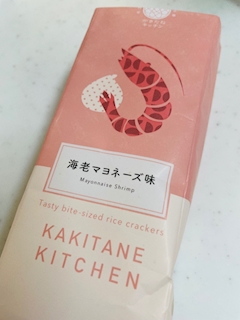 海老マヨネーズ味
Mayonnaise Shrimp
Tasty bite-sized rice crackers
KAKITANE
KITCHEN